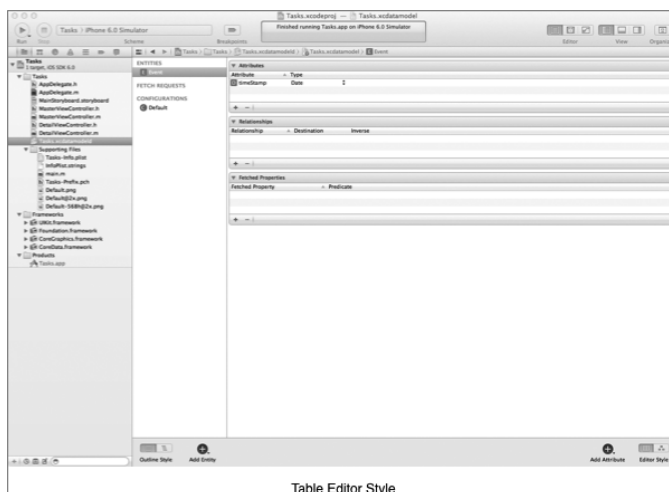 Tasks.xcodeproj — Tasks.xcdatamodel
Tasks > iPhone 6.0 Simulator
Finished running Tasks.app on iPhone 6.0 Simulator
Run Stop Scheme Breakpoints Editor View Organiz
Tasks > Tasks > Tasks.xcdatamodeld > Tasks.xcdatamodel > E Event
Tasks
1 target, iOS SDK 6.0
Tasks
AppDelegate.h
AppDelegate.m
MainStoryboard.storyboard
MasterViewController.h
MasterViewController.m
DetailViewController.h
DetailViewController.m
Tasks.xcdatamodeld
Supporting Files
Tasks-Info.plist
InfoPlist.strings
main.m
Tasks-Prefix.pch
Default.png
Default@2x.png
Default-568h@2x.png
Frameworks
UIKit.framework
Foundation.framework
CoreGraphics.framework
CoreData.framework
Products
Tasks.app
ENTITIES
E Event
FETCH REQUESTS
CONFIGURATIONS
Default
Attributes
Attribute Type
timeStamp Date
+ −
Relationships
Relationship Destination Inverse
+ −
Fetched Properties
Fetched Property Predicate
+ −
Outline Style Add Entity Add Attribute Editor Style
Table Editor Style